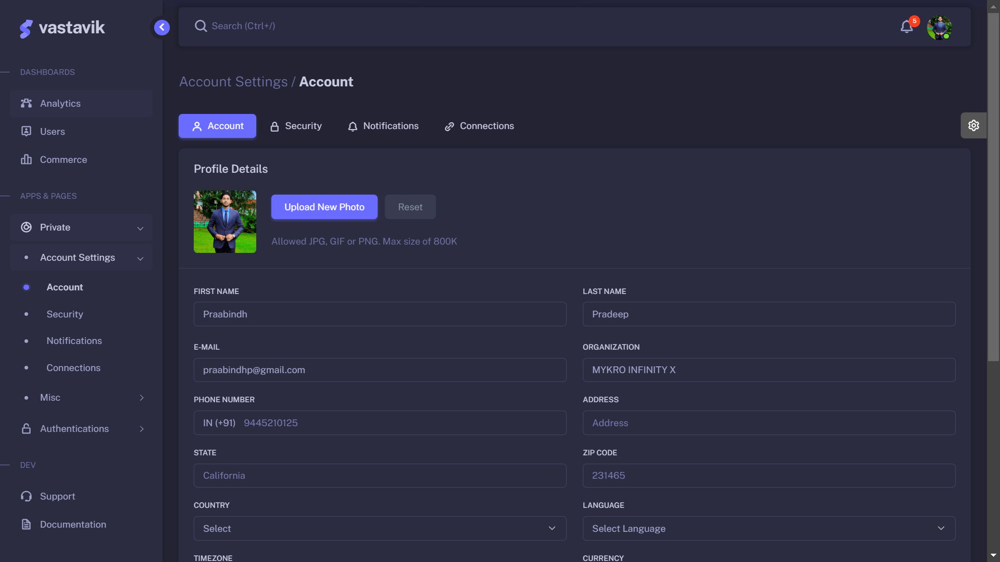 vastavik
Search (Ctrl+/)
5
DASHBOARDS
Analytics
Users
Commerce
APPS & PAGES
Private
Account Settings
Account
Security
Notifications
Connections
Misc
Authentications
DEV
Support
Documentation
Account Settings / Account
Account
Security
Notifications
Connections
Profile Details
Upload New Photo
Reset
Allowed JPG, GIF or PNG. Max size of 800K
FIRST NAME
Praabindh
LAST NAME
Pradeep
E-MAIL
praabindhp@gmail.com
ORGANIZATION
MYKRO INFINITY X
PHONE NUMBER
IN (+91) 9445210125
ADDRESS
Address
STATE
California
ZIP CODE
231465
COUNTRY
Select
LANGUAGE
Select Language
TIMEZONE
CURRENCY